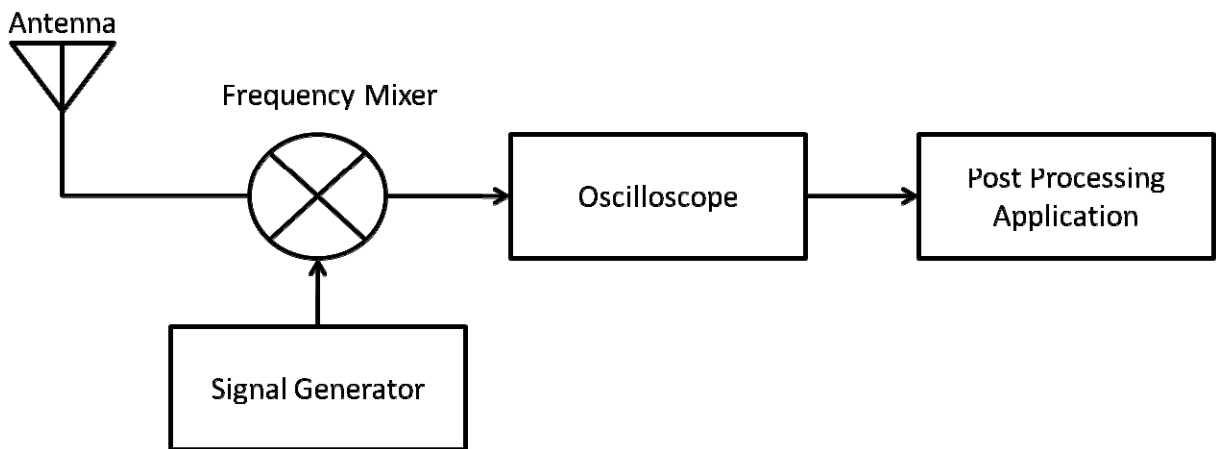 Antenna
Frequency Mixer
Oscilloscope
Post Processing
Application
Signal Generator